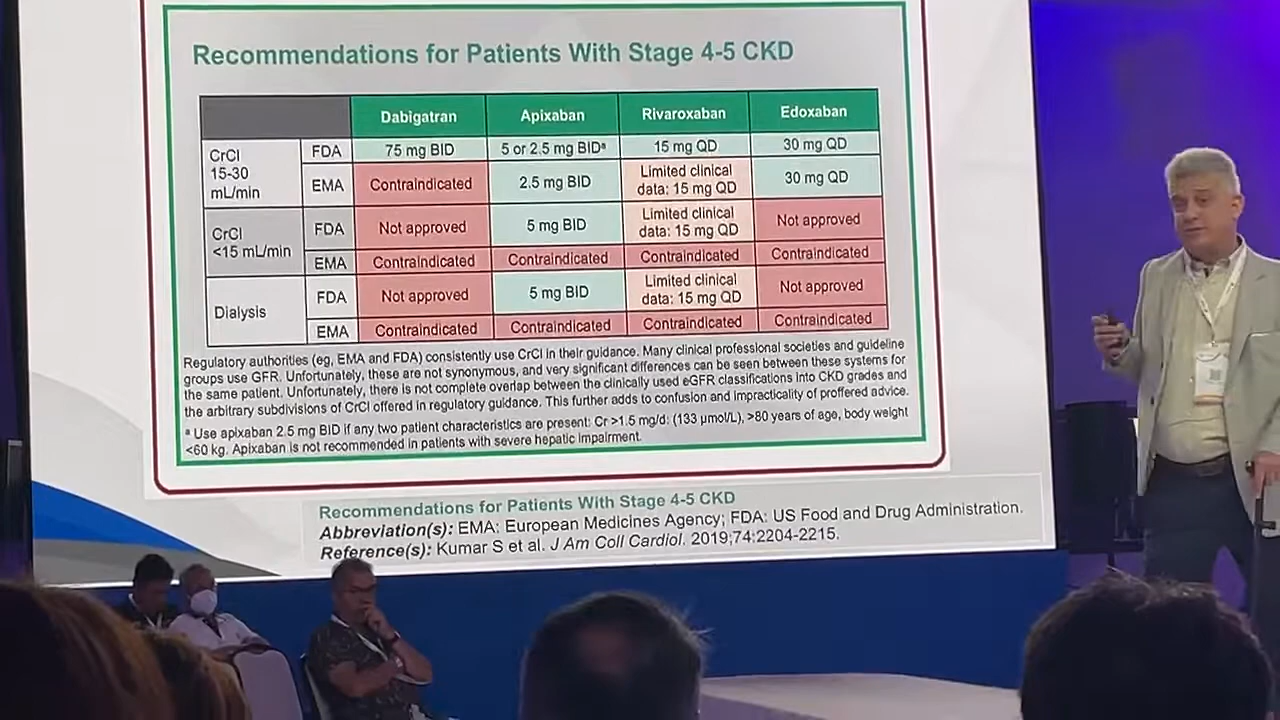 Recommendations for Patients With Stage 4-5 CKD
Dabigatran Apixaban Rivaroxaban Edoxaban
CrCl 15-30 mL/min FDA 75 mg BID 5 or 2.5 mg BIDᵃ 15 mg QD 30 mg QD
EMA Contraindicated 2.5 mg BID Limited clinical data: 15 mg QD 30 mg QD
CrCl <15 mL/min FDA Not approved 5 mg BID Limited clinical data: 15 mg QD Not approved
EMA Contraindicated Contraindicated Contraindicated Contraindicated
Dialysis FDA Not approved 5 mg BID Limited clinical data: 15 mg QD Not approved
EMA Contraindicated Contraindicated Contraindicated Contraindicated
Regulatory authorities (eg, EMA and FDA) consistently use CrCl in their guidance. Many clinical professional societies and guideline
groups use GFR. Unfortunately, these are not synonymous, and very significant differences can be seen between these systems for
the same patient. Unfortunately, there is not complete overlap between the clinically used eGFR classifications into CKD grades and
the arbitrary subdivisions of CrCl offered in regulatory guidance. This further adds to confusion and impracticality of proffered advice.
ᵃ Use apixaban 2.5 mg BID if any two patient characteristics are present: Cr >1.5 mg/d: (133 µmol/L), >80 years of age, body weight
<60 kg. Apixaban is not recommended in patients with severe hepatic impairment.
Recommendations for Patients With Stage 4-5 CKD
Abbreviation(s): EMA: European Medicines Agency; FDA: US Food and Drug Administration.
Reference(s): Kumar S et al. J Am Coll Cardiol. 2019;74:2204-2215.